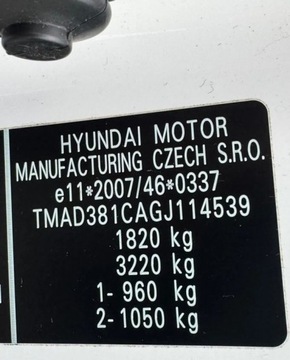 HYUNDAI MOTOR
MANUFACTURING CZECH S.R.O.
e11*2007/46*0337
TMAD381CAGJ114539
1820 kg
3220 kg
1- 960 kg
2- 1050 kg